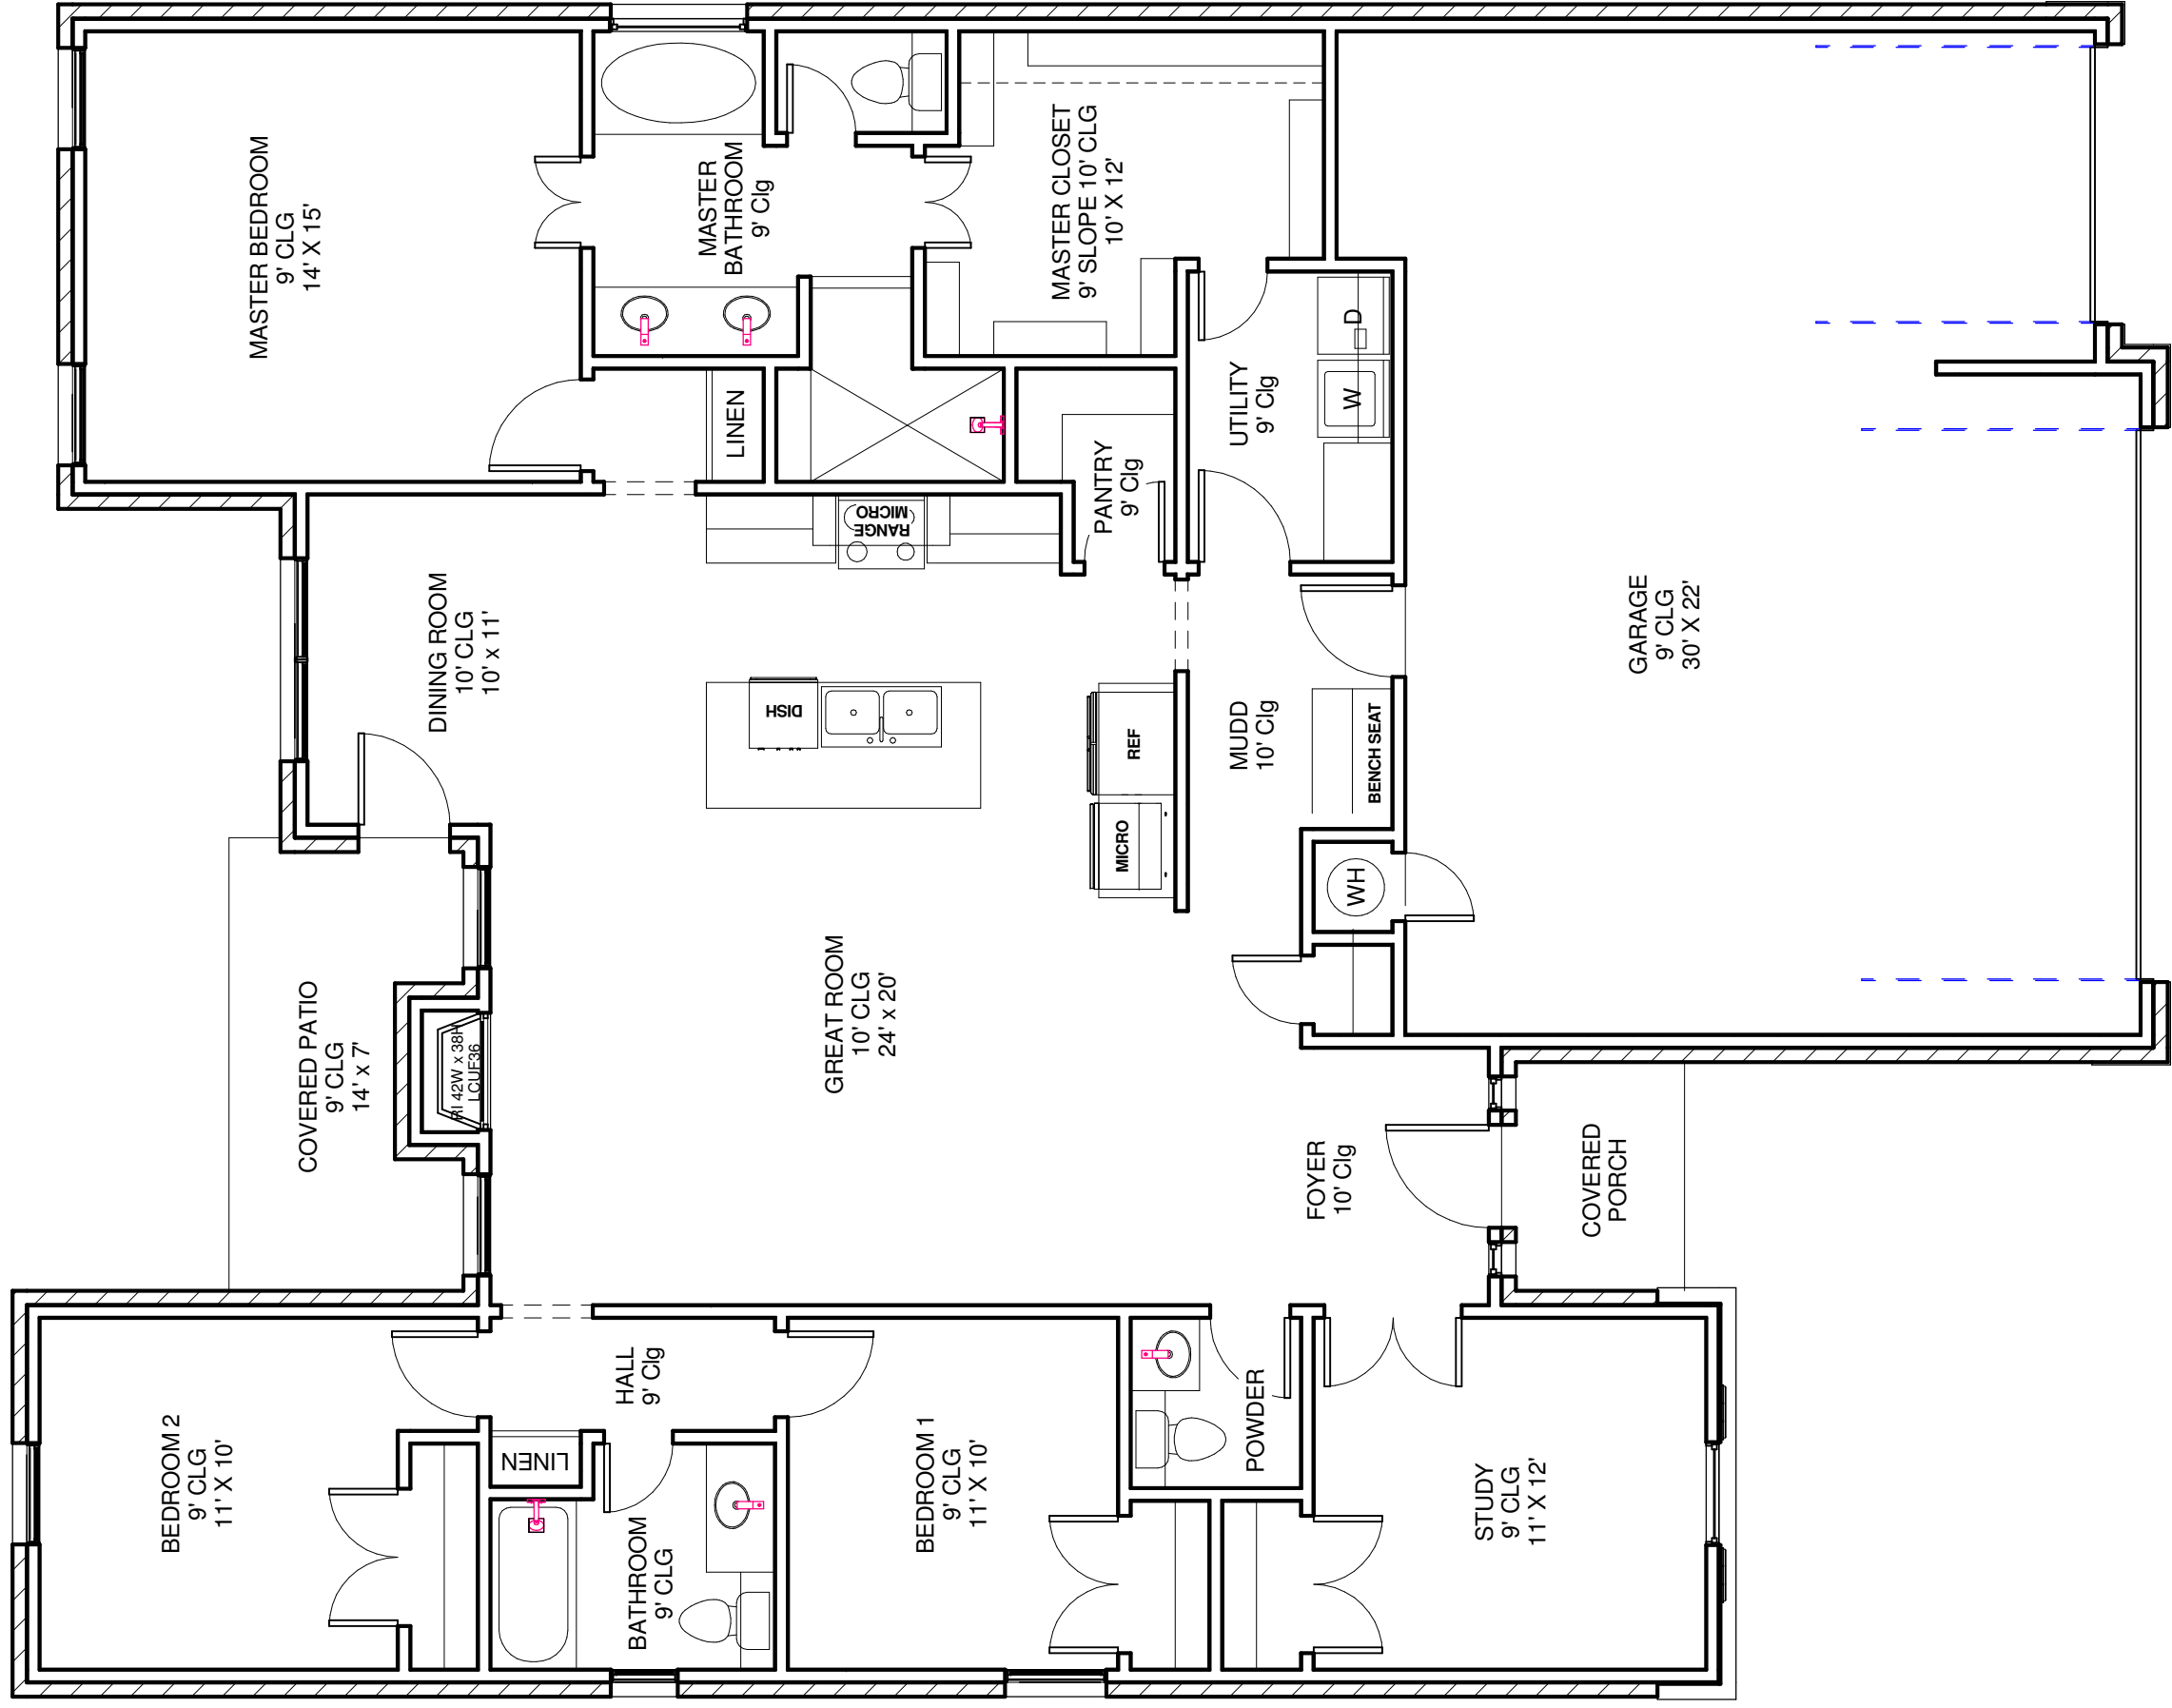 MASTER BEDROOM
9' CLG
14' X 15'
MASTER
BATHROOM
9' Clg
MASTER CLOSET
9' SLOPE 10' CLG
10' X 12'
LINEN
RANGE
MICRO
PANTRY
9' Clg
UTILITY
9' Clg
D
W
DINING ROOM
10' CLG
10' x 11'
DISH
REF
MICRO
MUDD
10' Clg
BENCH SEAT
WH
GARAGE
9' CLG
30' X 22'
COVERED PATIO
9' CLG
14' x 7'
RI 42W x 38H
LCUF36
GREAT ROOM
10' CLG
24' x 20'
FOYER
10' Clg
COVERED
PORCH
BEDROOM 2
9' CLG
11' X 10'
HALL
9' Clg
LINEN
BATHROOM
9' CLG
BEDROOM 1
9' CLG
11' X 10'
POWDER
STUDY
9' CLG
11' X 12'